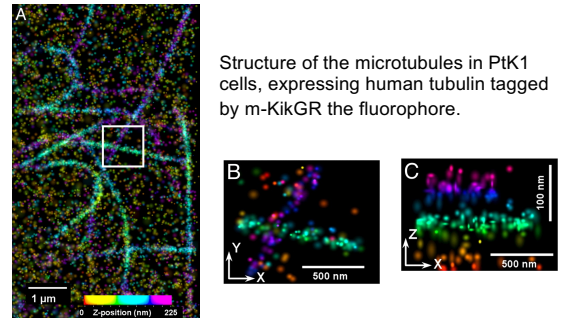 A
Structure of the microtubules in PtK1
cells, expressing human tubulin tagged
by m-KikGR the fluorophore.
B
Y
X
500 nm
C
Z
X
100 nm
500 nm
1 µm
0 Z-position (nm) 225